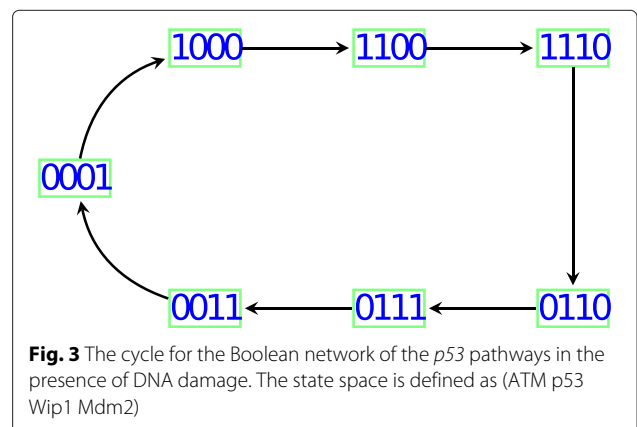 1000 1100 1110
0001
0011 0111 0110
Fig. 3 The cycle for the Boolean network of the p53 pathways in the
presence of DNA damage. The state space is defined as (ATM p53
Wip1 Mdm2)